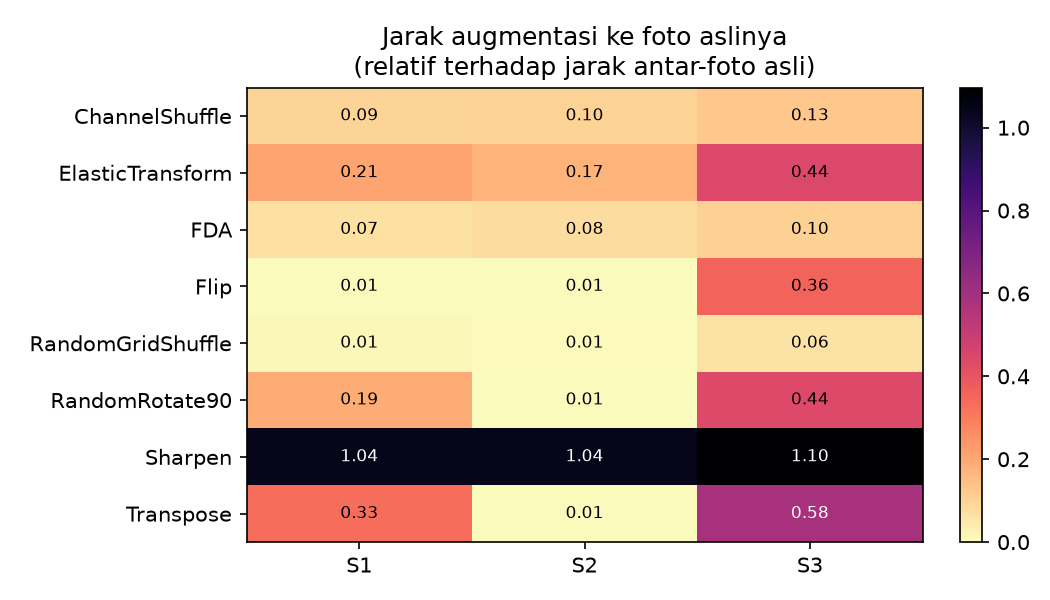 Jarak augmentasi ke foto aslinya
(relatif terhadap jarak antar-foto asli)
ChannelShuffle 0.09 0.10 0.13
ElasticTransform 0.21 0.17 0.44
FDA 0.07 0.08 0.10
Flip 0.01 0.01 0.36
RandomGridShuffle 0.01 0.01 0.06
RandomRotate90 0.19 0.01 0.44
Sharpen 1.04 1.04 1.10
Transpose 0.33 0.01 0.58
S1 S2 S3
1.0
0.8
0.6
0.4
0.2
0.0